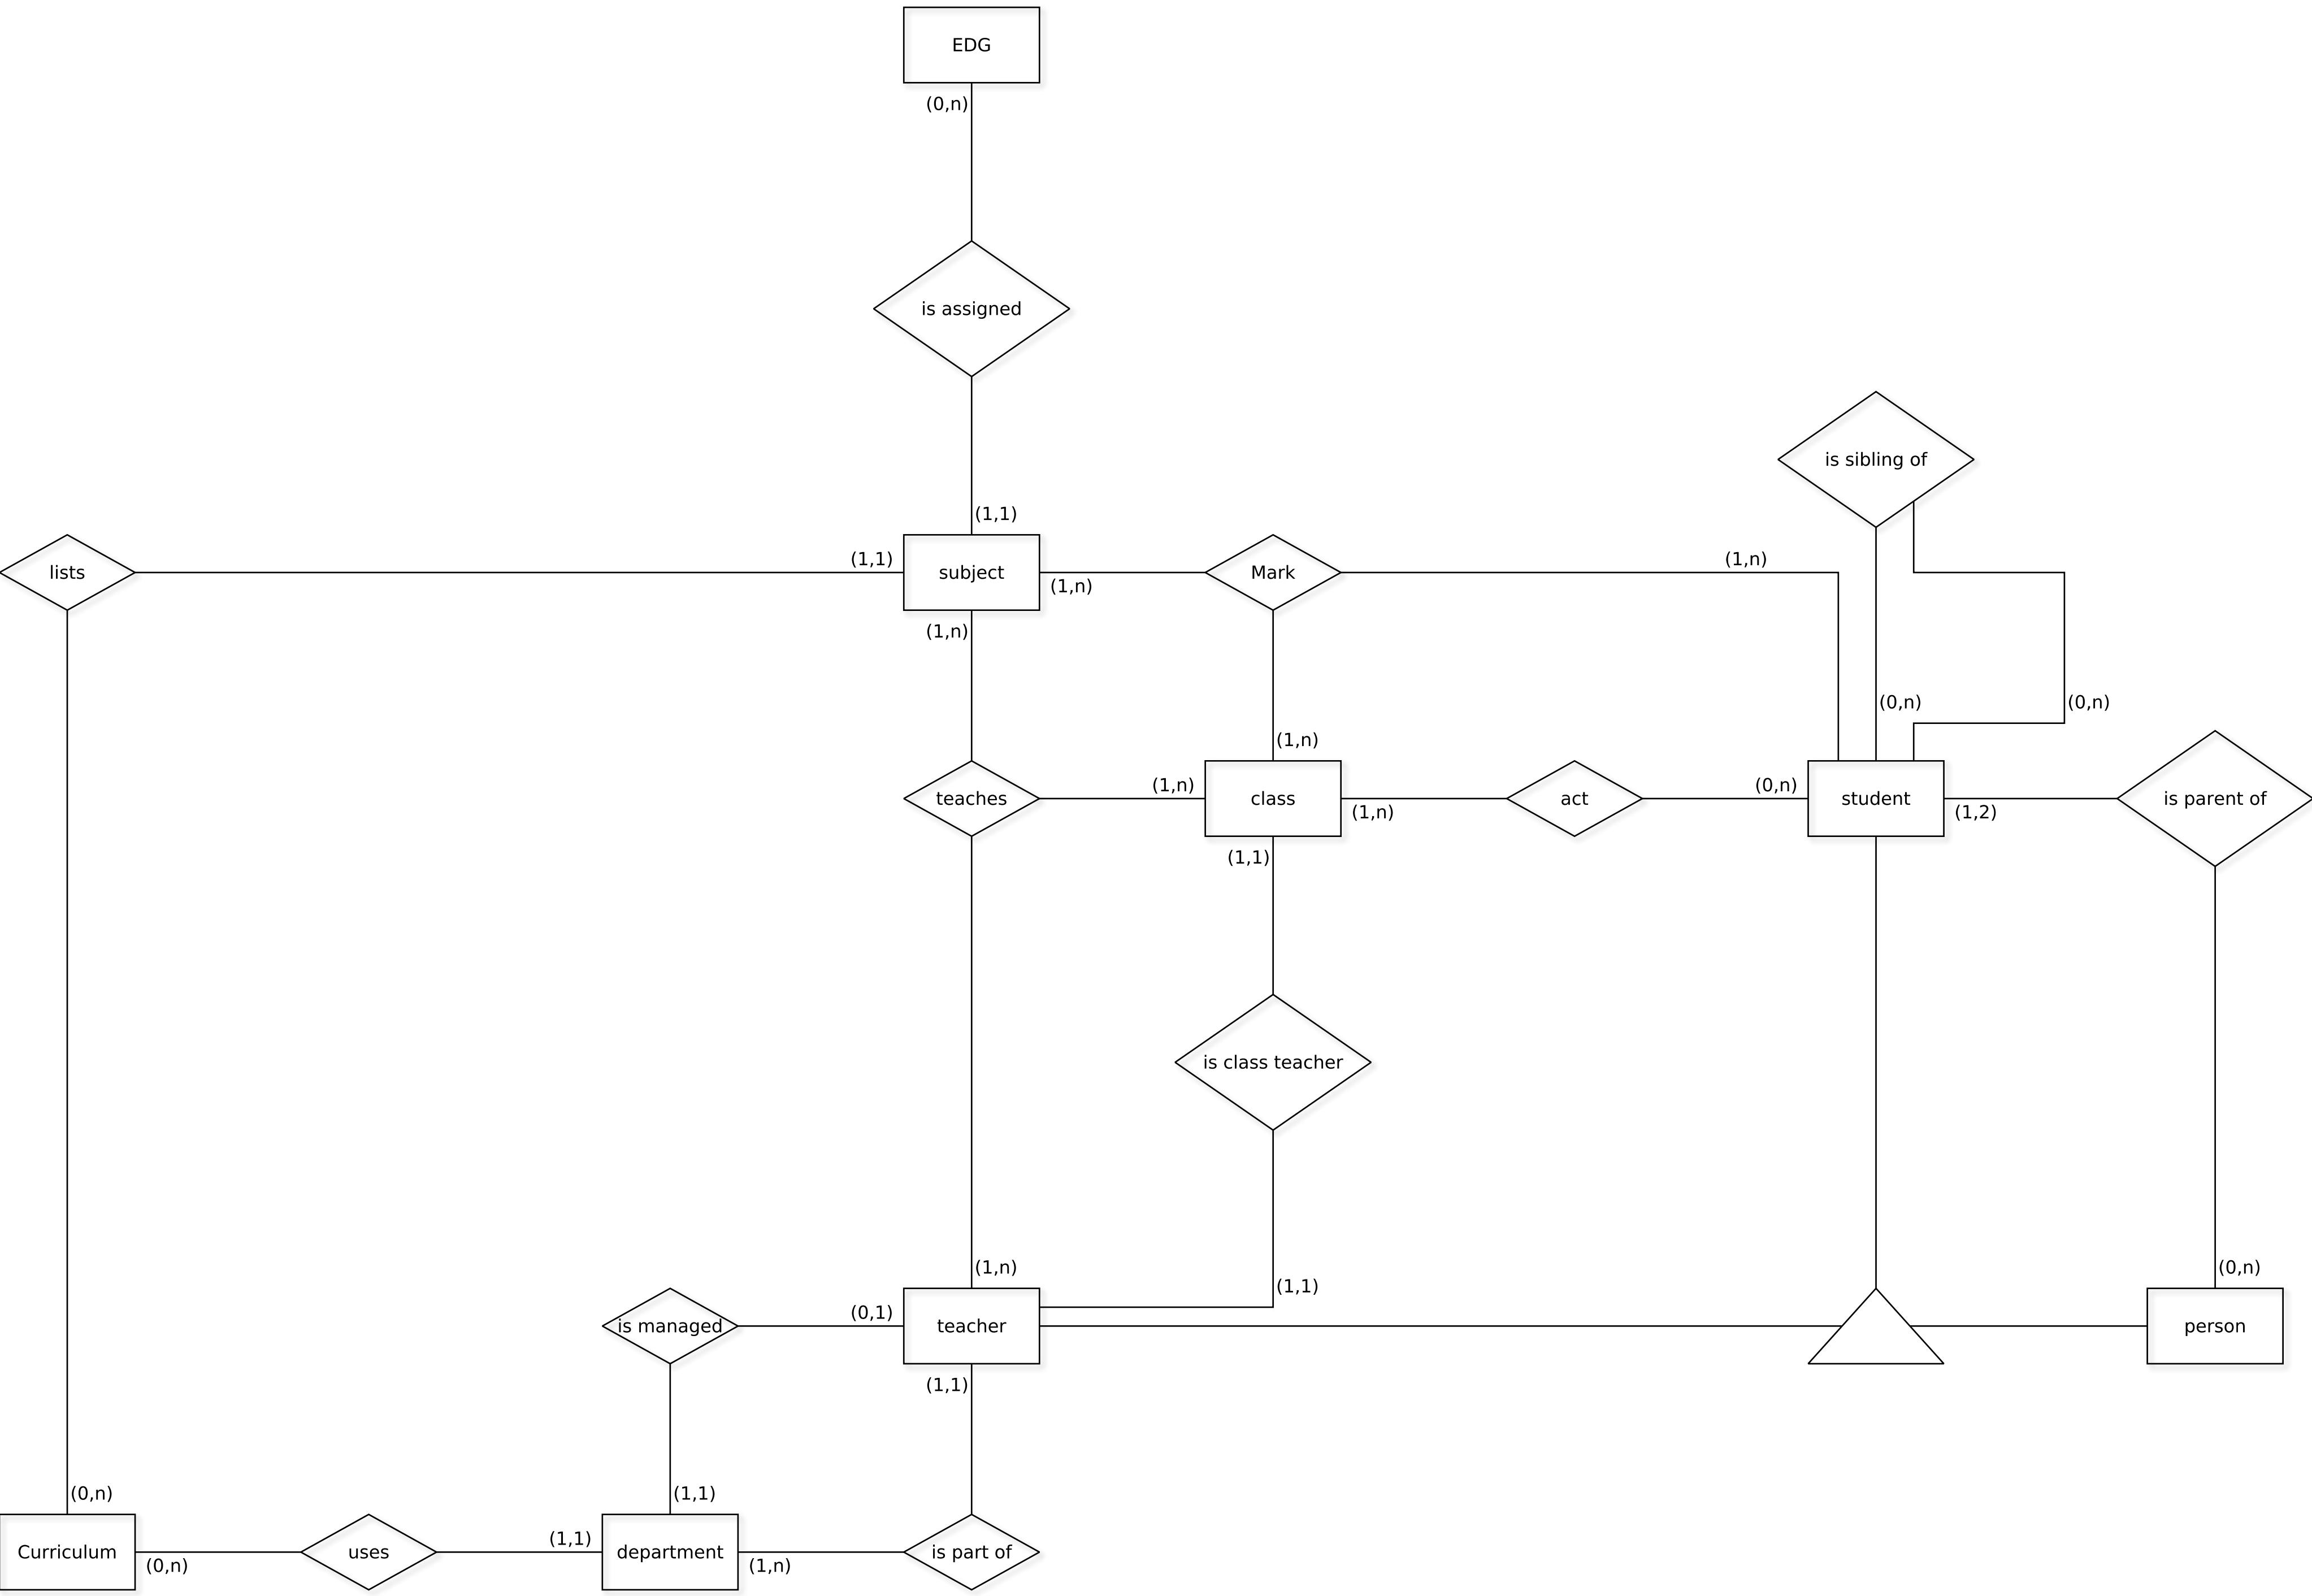 EDG
(0,n)
is assigned
is sibling of
(1,1)
lists
(1,1)
subject
(1,n)
Mark
(1,n)
(1,n)
(0,n)
(0,n)
(1,n)
teaches
(1,n)
class
(1,n)
act
(0,n)
student
(1,2)
is parent of
(1,1)
is class teacher
(1,n)
(1,1)
(0,n)
is managed
(0,1)
teacher
person
(1,1)
(0,n)
(1,1)
Curriculum
(0,n)
uses
(1,1)
department
(1,n)
is part of